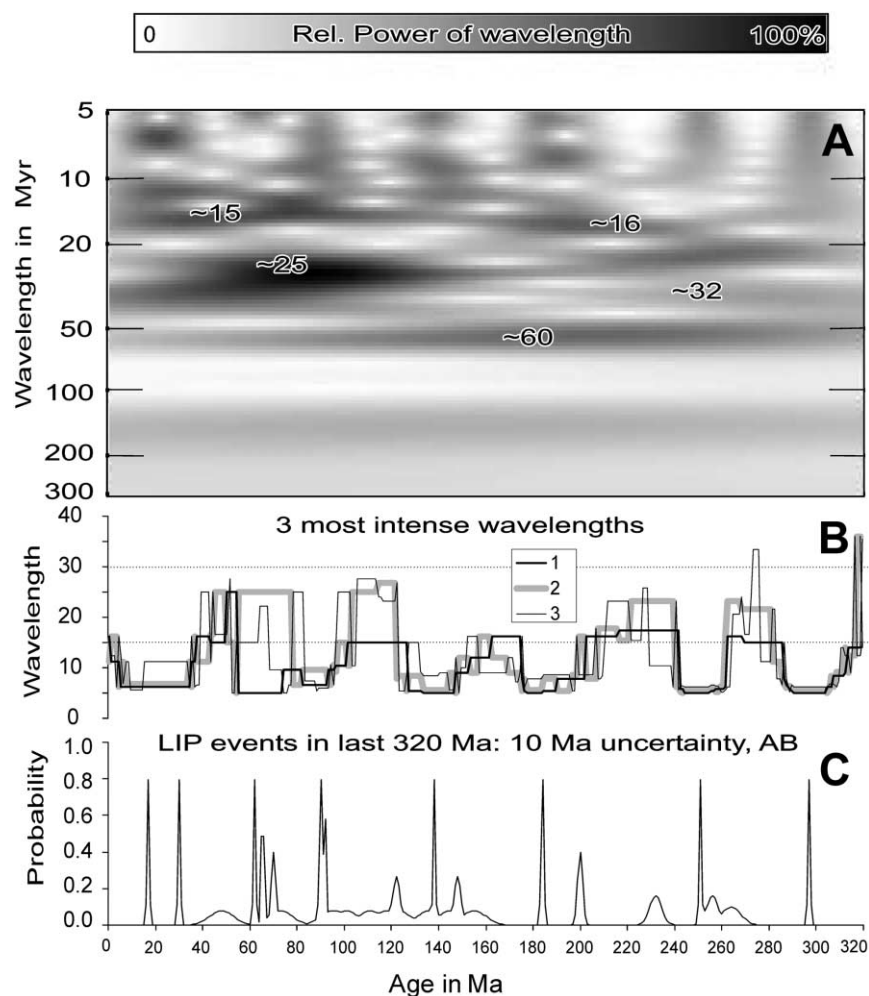 0 Rel. Power of wavelength 100%
A
Wavelength in Myr
5
10
20
50
100
200
300
~15
~16
~25
~32
~60
B
3 most intense wavelengths
Wavelength
40
30
20
10
0
1
2
3
C
LIP events in last 320 Ma: 10 Ma uncertainty, AB
Probability
1.0
0.8
0.6
0.4
0.2
0.0
0 20 40 60 80 100 120 140 160 180 200 220 240 260 280 300 320
Age in Ma